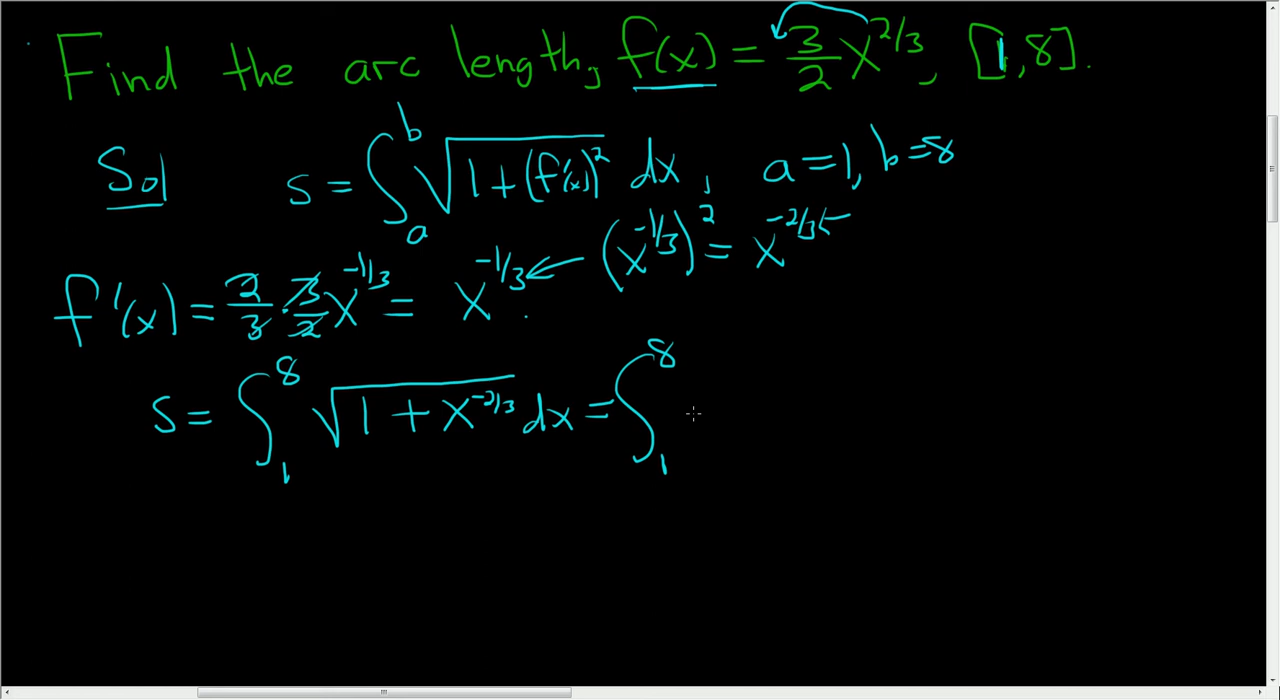 Find the arc length, f(x) = 3/2 x^{2/3}, [1,8].
Sol s = ∫_a^b √(1+(f'(x))^2) dx, a=1, b=8
f'(x) = 2/3 · 3/2 x^{-1/3} = x^{-1/3} ← (x^{-1/3})^2 = x^{-2/3}
s = ∫_1^8 √(1 + x^{-2/3}) dx = ∫_1^8